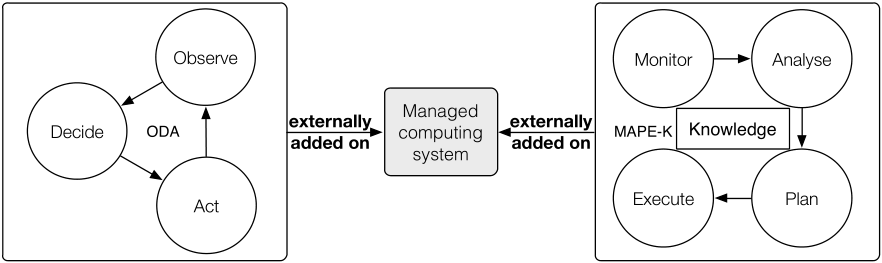 Observe
Decide
ODA
Act
externally
added on
Managed
computing
system
externally
added on
Monitor
Analyse
MAPE-K
Knowledge
Execute
Plan